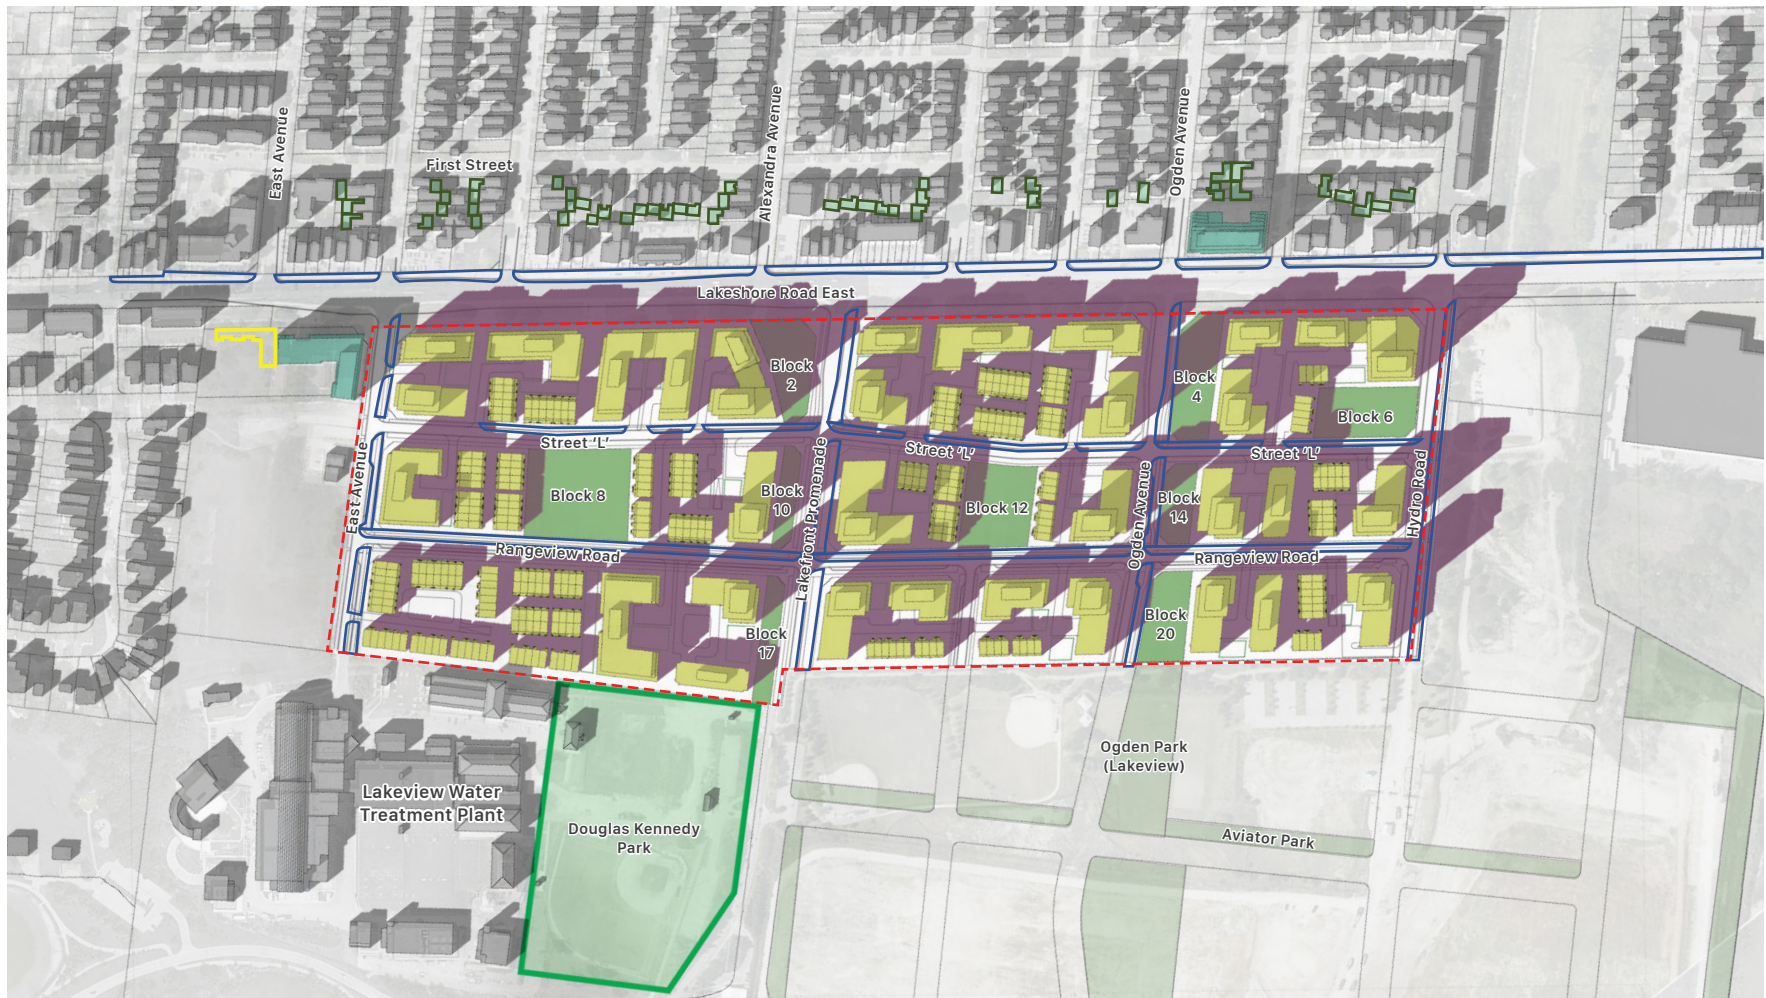 East Avenue
First Street
Alexandra Avenue
Ogden Avenue
Lakeshore Road East
Block
2
Block
4
Block 6
Street ‘L’
Street ‘L’
Street ‘L’
East Avenue
Block 8
Block
10
Lakefront Promenade
Block 12
Ogden Avenue
Block
14
Hydro Road
Rangeview Road
Rangeview Road
Block
17
Block
20
Lakeview Water
Treatment Plant
Douglas Kennedy
Park
Ogden Park
(Lakeview)
Aviator Park